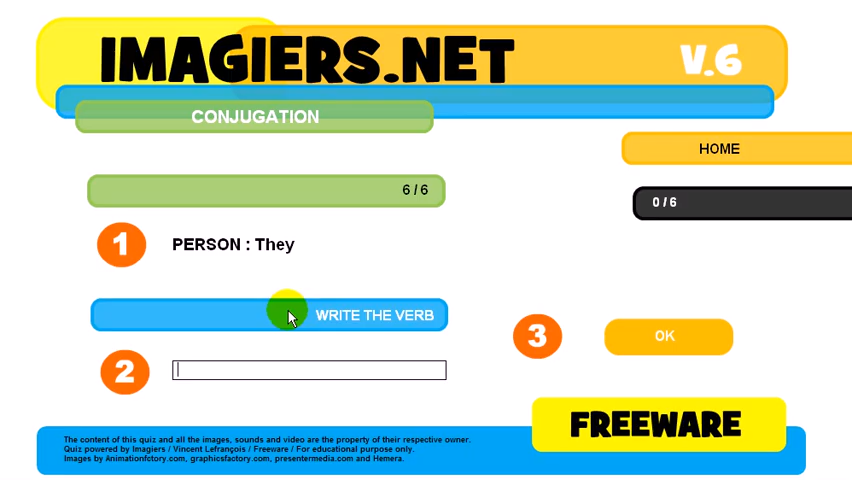 IMAGIERS.NET
V.6
CONJUGATION
HOME
6 / 6
0 / 6
1
PERSON : They
WRITE THE VERB
3
OK
2
FREEWARE
The content of this quiz and all the images, sounds and video are the property of their respective owner.
Quiz powered by Imagiers / Vincent Lefrançois / Freeware / For educational purpose only.
Images by Animationfctory.com, graphicsfactory.com, presentermedia.com and Hemera.